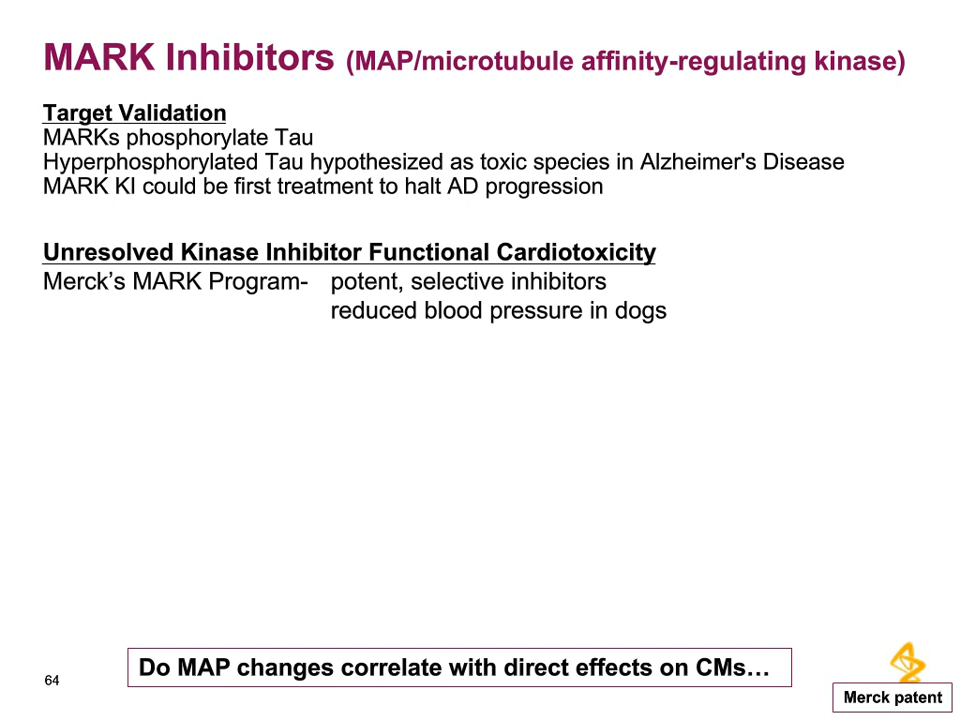 MARK Inhibitors (MAP/microtubule affinity-regulating kinase)
Target Validation
MARKs phosphorylate Tau
Hyperphosphorylated Tau hypothesized as toxic species in Alzheimer's Disease
MARK KI could be first treatment to halt AD progression
Unresolved Kinase Inhibitor Functional Cardiotoxicity
Merck’s MARK Program- potent, selective inhibitors
reduced blood pressure in dogs
Do MAP changes correlate with direct effects on CMs…
64
Merck patent